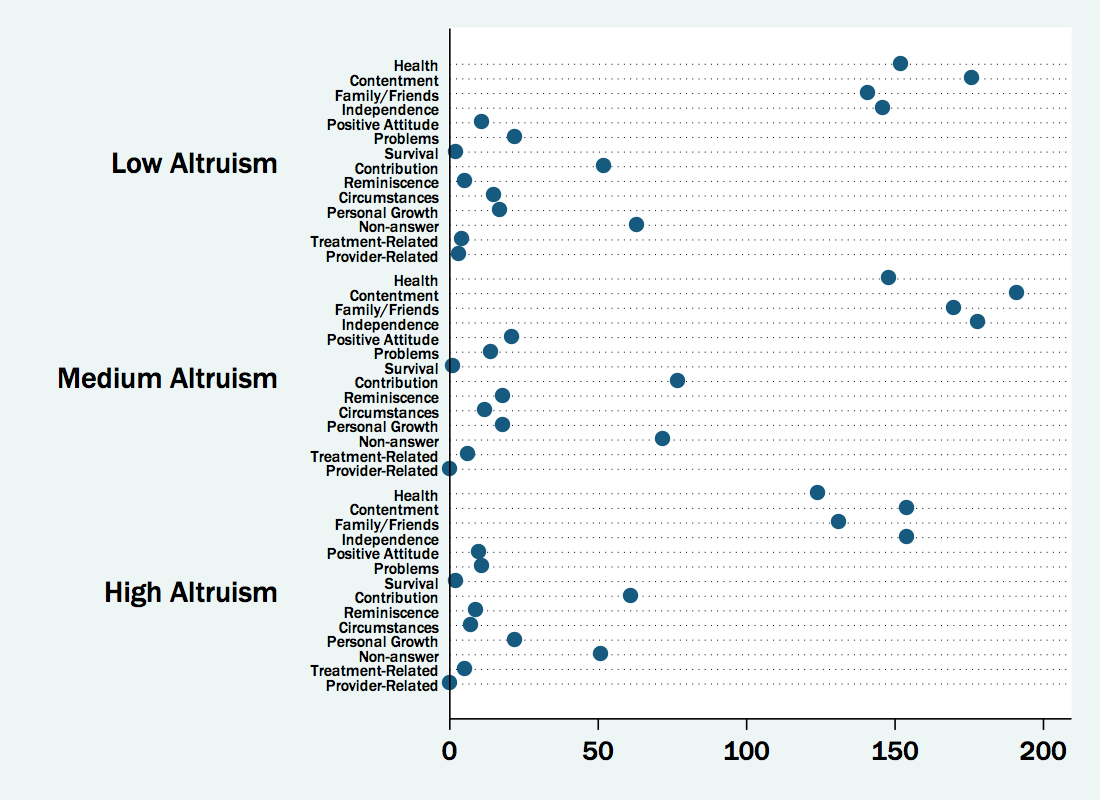 Low Altruism
Health
Contentment
Family/Friends
Independence
Positive Attitude
Problems
Survival
Contribution
Reminiscence
Circumstances
Personal Growth
Non-answer
Treatment-Related
Provider-Related
Medium Altruism
Health
Contentment
Family/Friends
Independence
Positive Attitude
Problems
Survival
Contribution
Reminiscence
Circumstances
Personal Growth
Non-answer
Treatment-Related
Provider-Related
High Altruism
Health
Contentment
Family/Friends
Independence
Positive Attitude
Problems
Survival
Contribution
Reminiscence
Circumstances
Personal Growth
Non-answer
Treatment-Related
Provider-Related
0 50 100 150 200